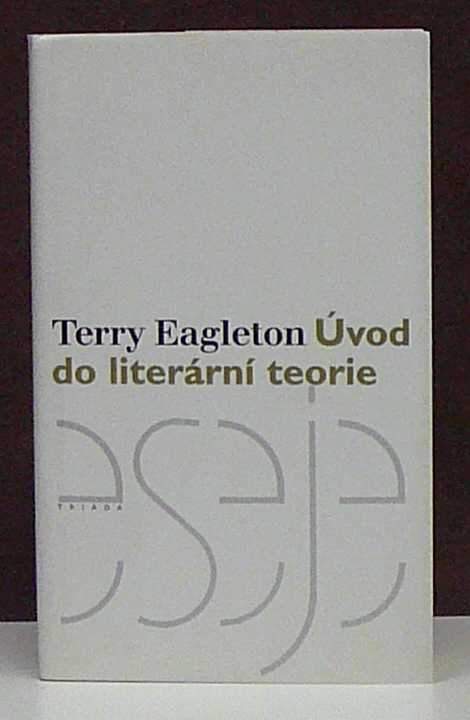 Terry Eagleton Úvod
do literární teorie
eseje
TRIÁDA